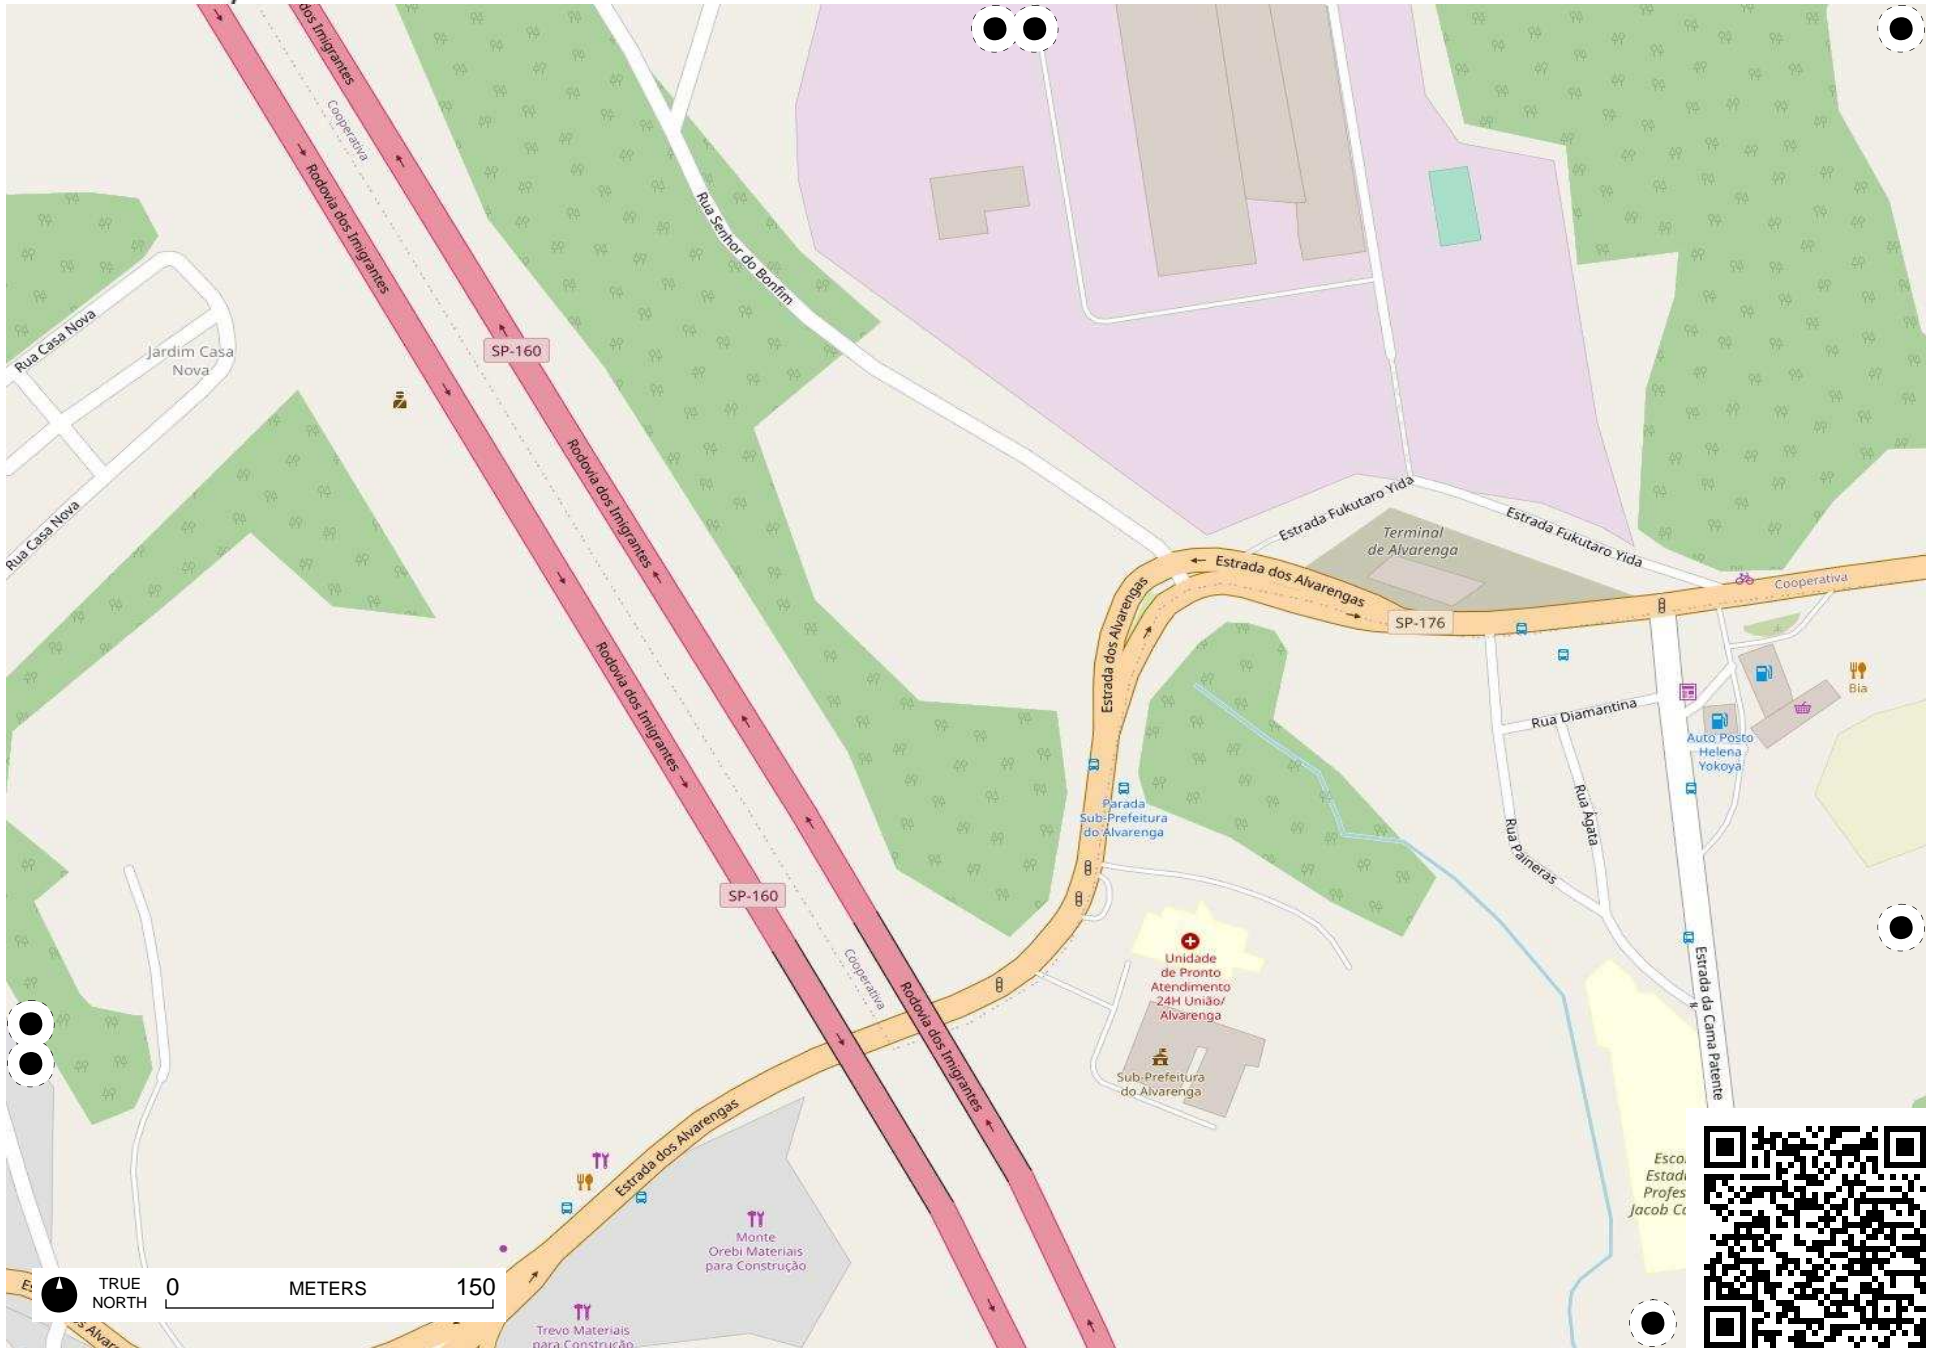 dos Imigrantes
Cooperativa
Rodovia dos Imigrantes
Rua Senhor do Bonfim
Rua Casa Nova
Jardim Casa
Nova
SP-160
Rodovia dos Imigrantes
Rua Casa Nova
Estrada Fukutaro Yida
Estrada Fukutaro Yida
Terminal
de Alvarenga
Estrada dos Alvarengas
Cooperativa
Estrada dos Alvarengas
SP-176
Rodovia dos Imigrantes
Bia
Rua Diamantina
Auto Posto
Helena
Yokoya
Parada
Sub-Prefeitura
do Alvarenga
Rua Ágata
Rua Paineras
SP-160
Cooperativa
Unidade
de Pronto
Atendimento
24H União/
Alvarenga
Rodovia dos Imigrantes
Estrada da Cama Patente
Sub-Prefeitura
do Alvarenga
Estrada dos Alvarengas
Monte
Orebi Materiais
para Construção
TRUE
NORTH
0 METERS 150
Trevo Materiais
para Construção